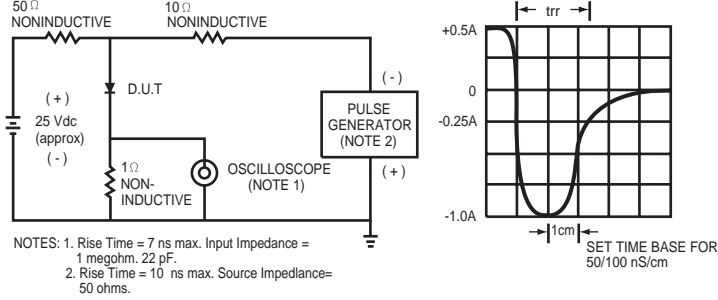 50 Ω
NONINDUCTIVE
10 Ω
NONINDUCTIVE
trr
+0.5A
( + )
25 Vdc
(approx)
( - )
D.U.T
( - )
PULSE
GENERATOR
(NOTE 2)
( + )
0
-0.25A
1 Ω
NON-
INDUCTIVE
OSCILLOSCOPE
(NOTE 1)
-1.0A
1cm
SET TIME BASE FOR
50/100 nS/cm
NOTES: 1. Rise Time = 7 ns max. Input Impedance =
1 megohm. 22 pF.
2. Rise Time = 10 ns max. Source Impedlance=
50 ohms.